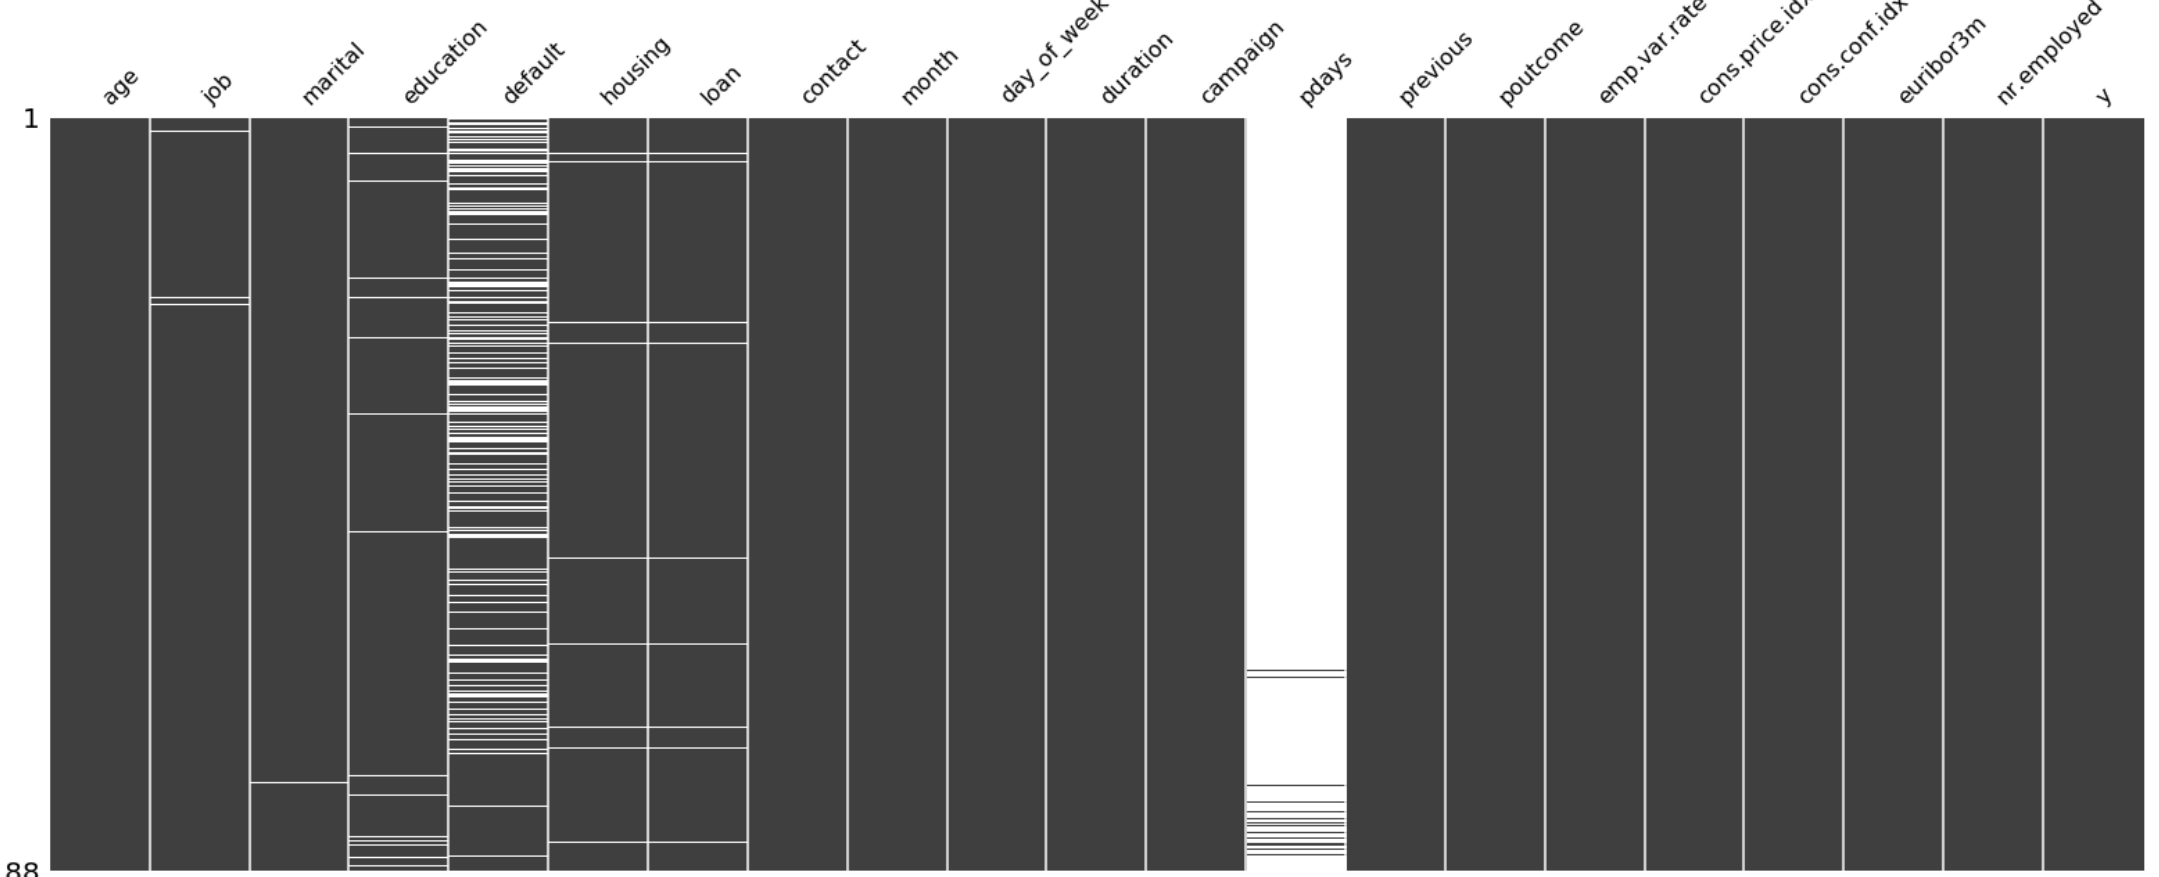 age
job
marital
education
default
housing
loan
contact
month
day_of_week
duration
campaign
pdays
previous
poutcome
emp.var.rate
cons.price.idx
cons.conf.idx
euribor3m
nr.employed
y
1
88